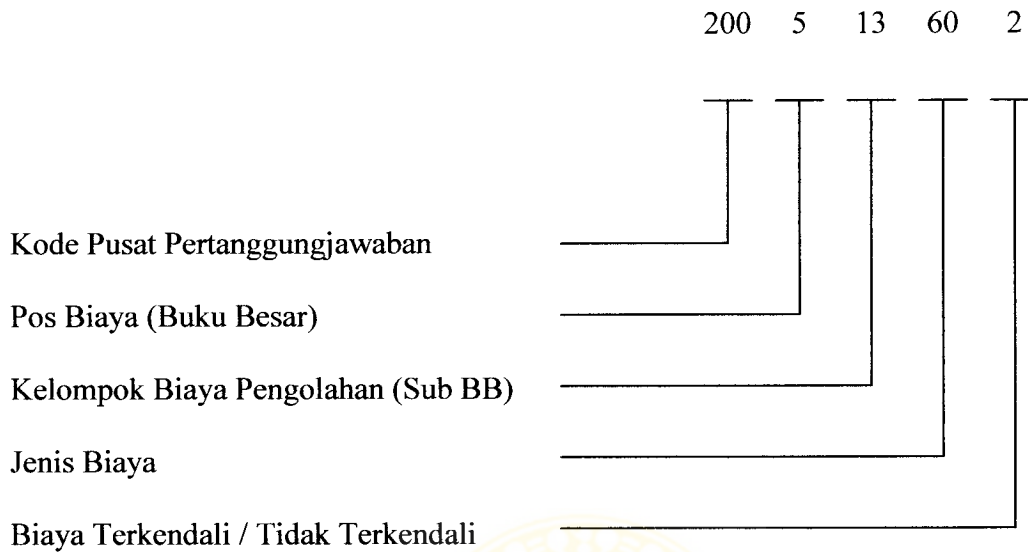 200 5 13 60 2
Kode Pusat Pertanggungjawaban
Pos Biaya (Buku Besar)
Kelompok Biaya Pengolahan (Sub BB)
Jenis Biaya
Biaya Terkendali / Tidak Terkendali